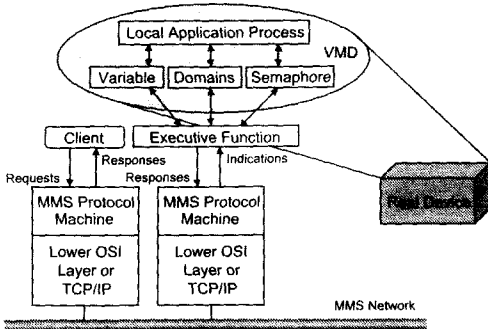 Local Application Process
VMD
Variable
Domains
Semaphore
Client
Executive Function
Responses
Indications
Requests
Responses
MMS Protocol
Machine
MMS Protocol
Machine
Real Device
Lower OSI
Layer or
TCP/IP
Lower OSI
Layer or
TCP/IP
MMS Network